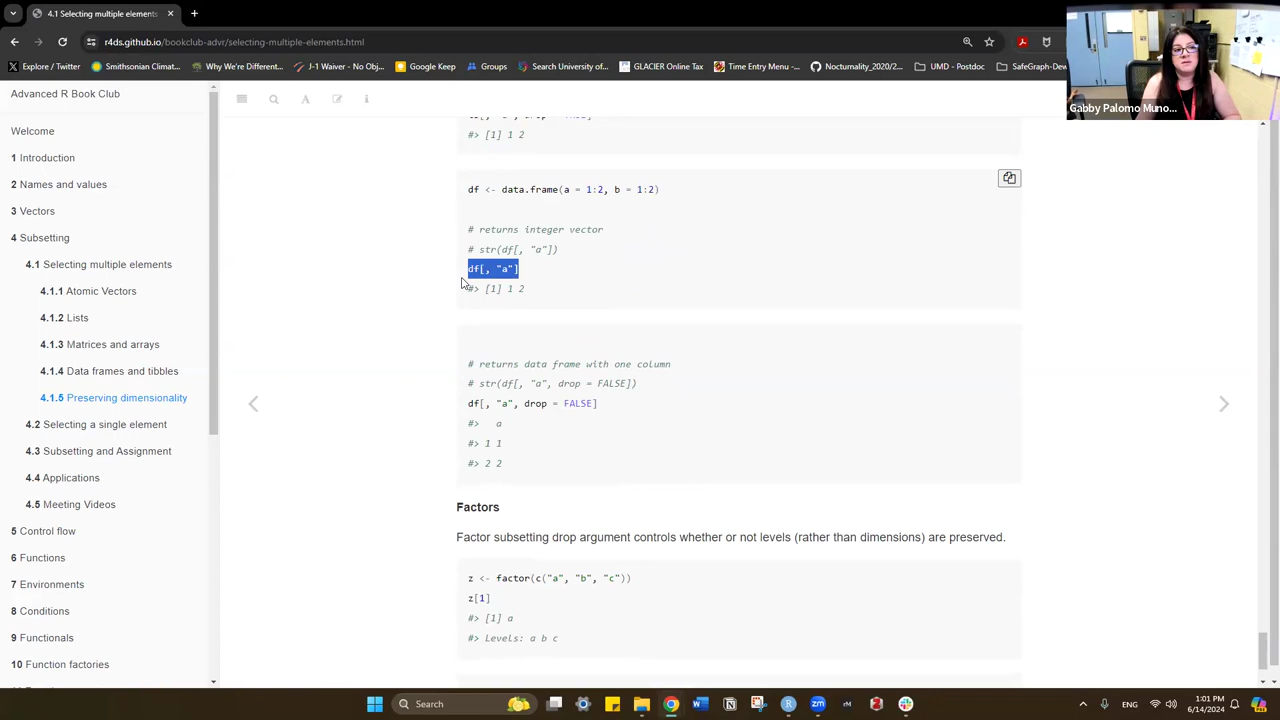 4.1 Selecting multiple elements
r4ds.github.io/bookclub-advr/selecting-multiple-elements.html
Explore / Twitter
Smithsonian Climat...
Why We're Different...
J-1 Waiver - No Obj...
Google Keep
University of...
GLACIER Online Tax
Time Entry Menu -...
Nocturnality_2020/2...
UMD - Postdoc
SafeGraph-Dewe
Gabby Palomo Muno...
Advanced R Book Club
Welcome
1 Introduction
2 Names and values
3 Vectors
4 Subsetting
4.1 Selecting multiple elements
4.1.1 Atomic Vectors
4.1.2 Lists
4.1.3 Matrices and arrays
4.1.4 Data frames and tibbles
4.1.5 Preserving dimensionality
4.2 Selecting a single element
4.3 Subsetting and Assignment
4.4 Applications
4.5 Meeting Videos
5 Control flow
6 Functions
7 Environments
8 Conditions
9 Functionals
10 Function factories
#> [1] 1 2
df <- data.frame(a = 1:2, b = 1:2)
# returns integer vector
# str(df[, "a"])
df[, "a"]
#> [1] 1 2
# returns data frame with one column
# str(df[, "a", drop = FALSE])
df[, "a", drop = FALSE]
#>   a
#> 1 1
#> 2 2
Factors
Factor subsetting drop argument controls whether or not levels (rather than dimensions) are preserved.
z <- factor(c("a", "b", "c"))
z[1]
#> [1] a
#> Levels: a b c
Search
ENG
1:01 PM
6/14/2024